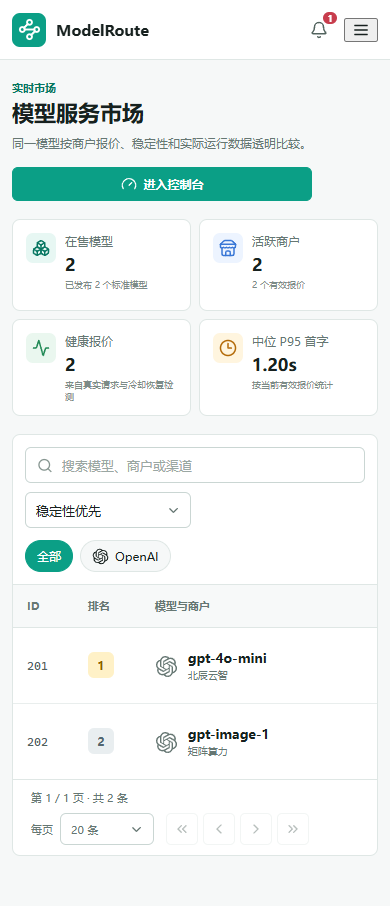 ModelRoute
1
实时市场
模型服务市场
同一模型按商户报价、稳定性和实际运行数据透明比较。
进入控制台
在售模型
2
已发布 2 个标准模型
活跃商户
2
2 个有效报价
健康报价
2
来自真实请求与冷却恢复检
测
中位 P95 首字
1.20s
按当前有效报价统计
搜索模型、商户或渠道
稳定性优先
全部
OpenAI
ID 排名 模型与商户
201 1 gpt-4o-mini
北辰云智
202 2 gpt-image-1
矩阵算力
第 1 / 1 页 · 共 2 条
每页 20 条